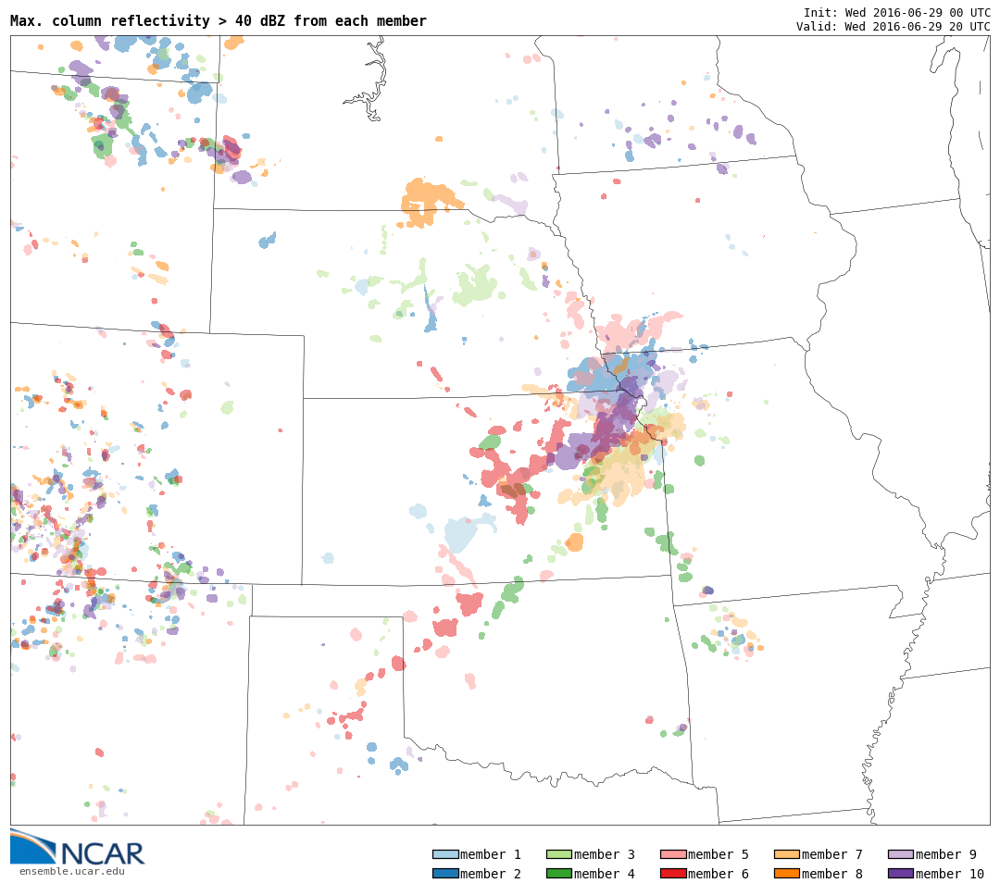 Max. column reflectivity > 40 dBZ from each member
Init: Wed 2016-06-29 00 UTC
Valid: Wed 2016-06-29 20 UTC
NCAR
ensemble.ucar.edu
member 1 member 3 member 5 member 7 member 9
member 2 member 4 member 6 member 8 member 10